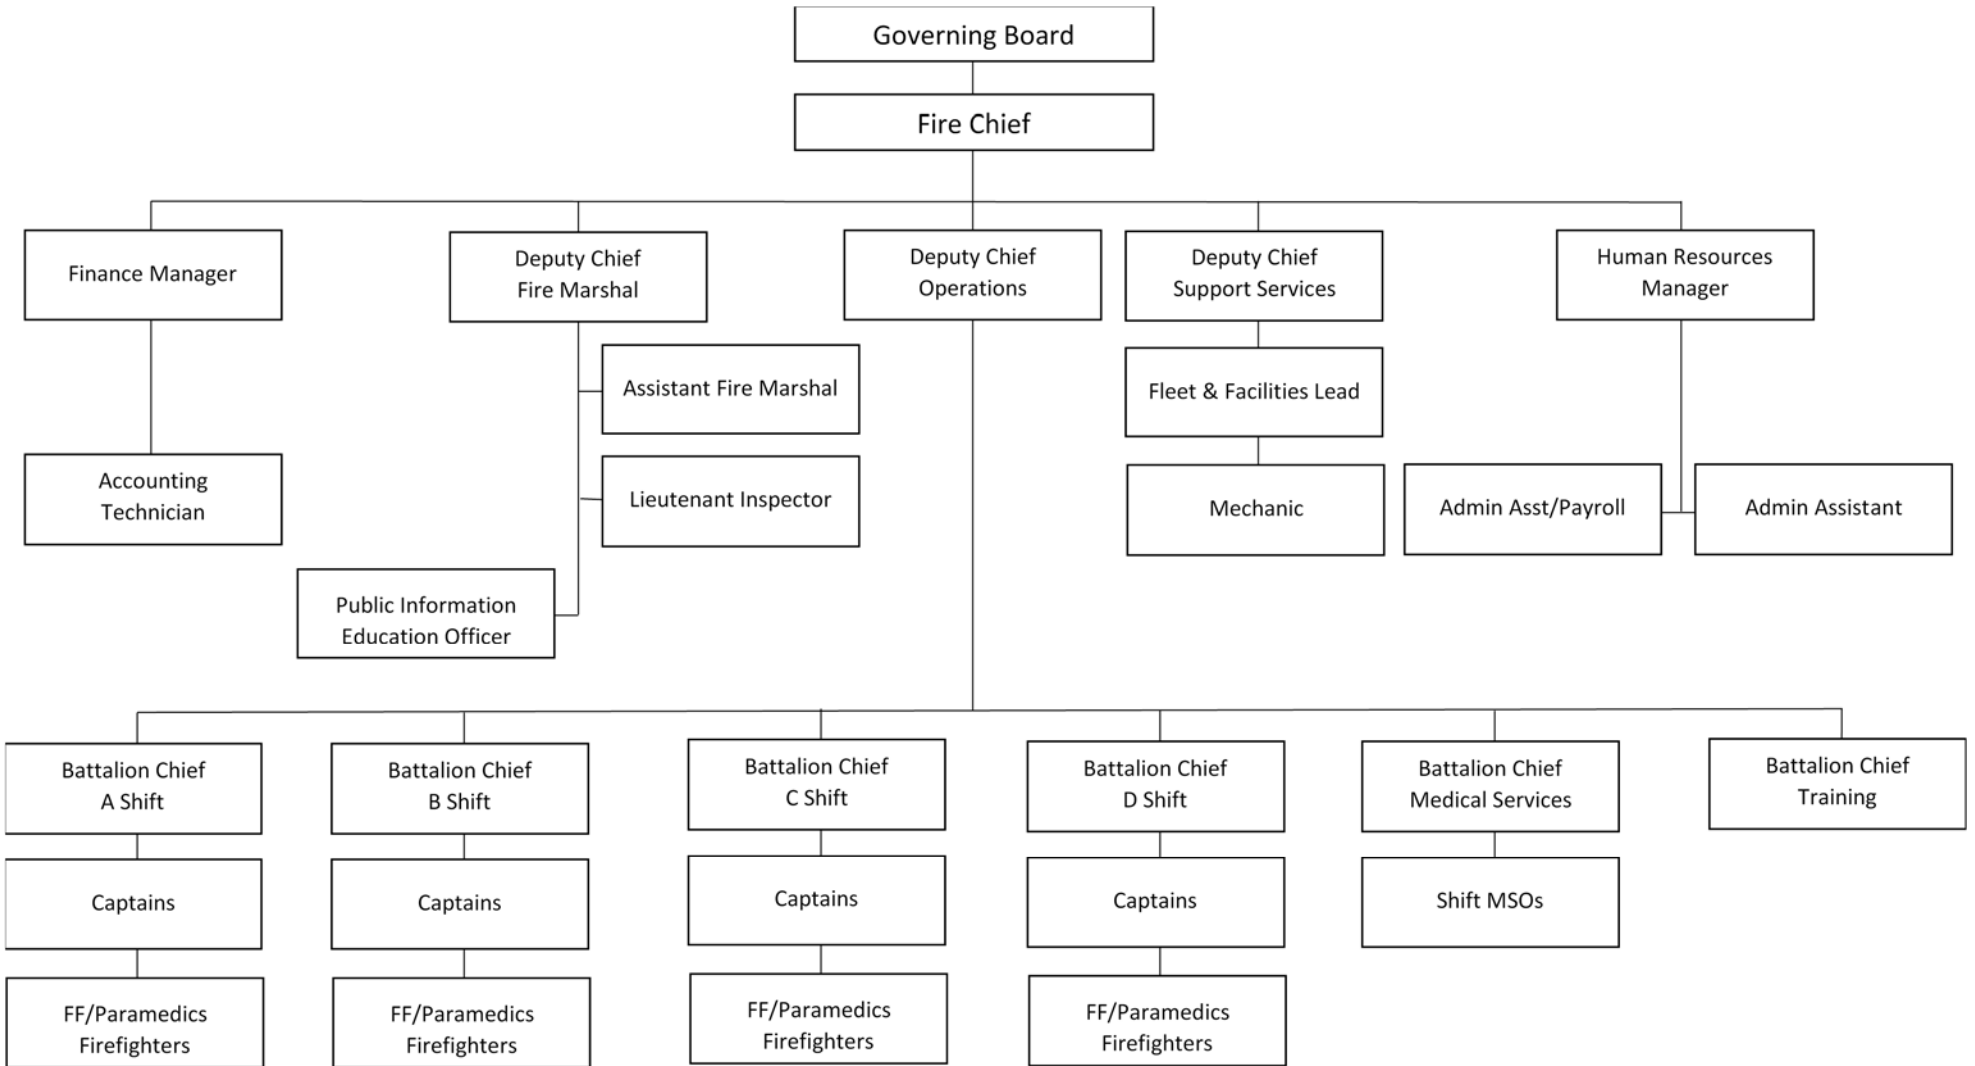 Governing Board
Fire Chief
Finance Manager
Deputy Chief
Fire Marshal
Deputy Chief
Operations
Deputy Chief
Support Services
Human Resources
Manager
Assistant Fire Marshal
Fleet & Facilities Lead
Accounting
Technician
Lieutenant Inspector
Mechanic
Admin Asst/Payroll
Admin Assistant
Public Information
Education Officer
Battalion Chief
A Shift
Battalion Chief
B Shift
Battalion Chief
C Shift
Battalion Chief
D Shift
Battalion Chief
Medical Services
Battalion Chief
Training
Captains
Captains
Captains
Captains
Shift MSOs
FF/Paramedics
Firefighters
FF/Paramedics
Firefighters
FF/Paramedics
Firefighters
FF/Paramedics
Firefighters